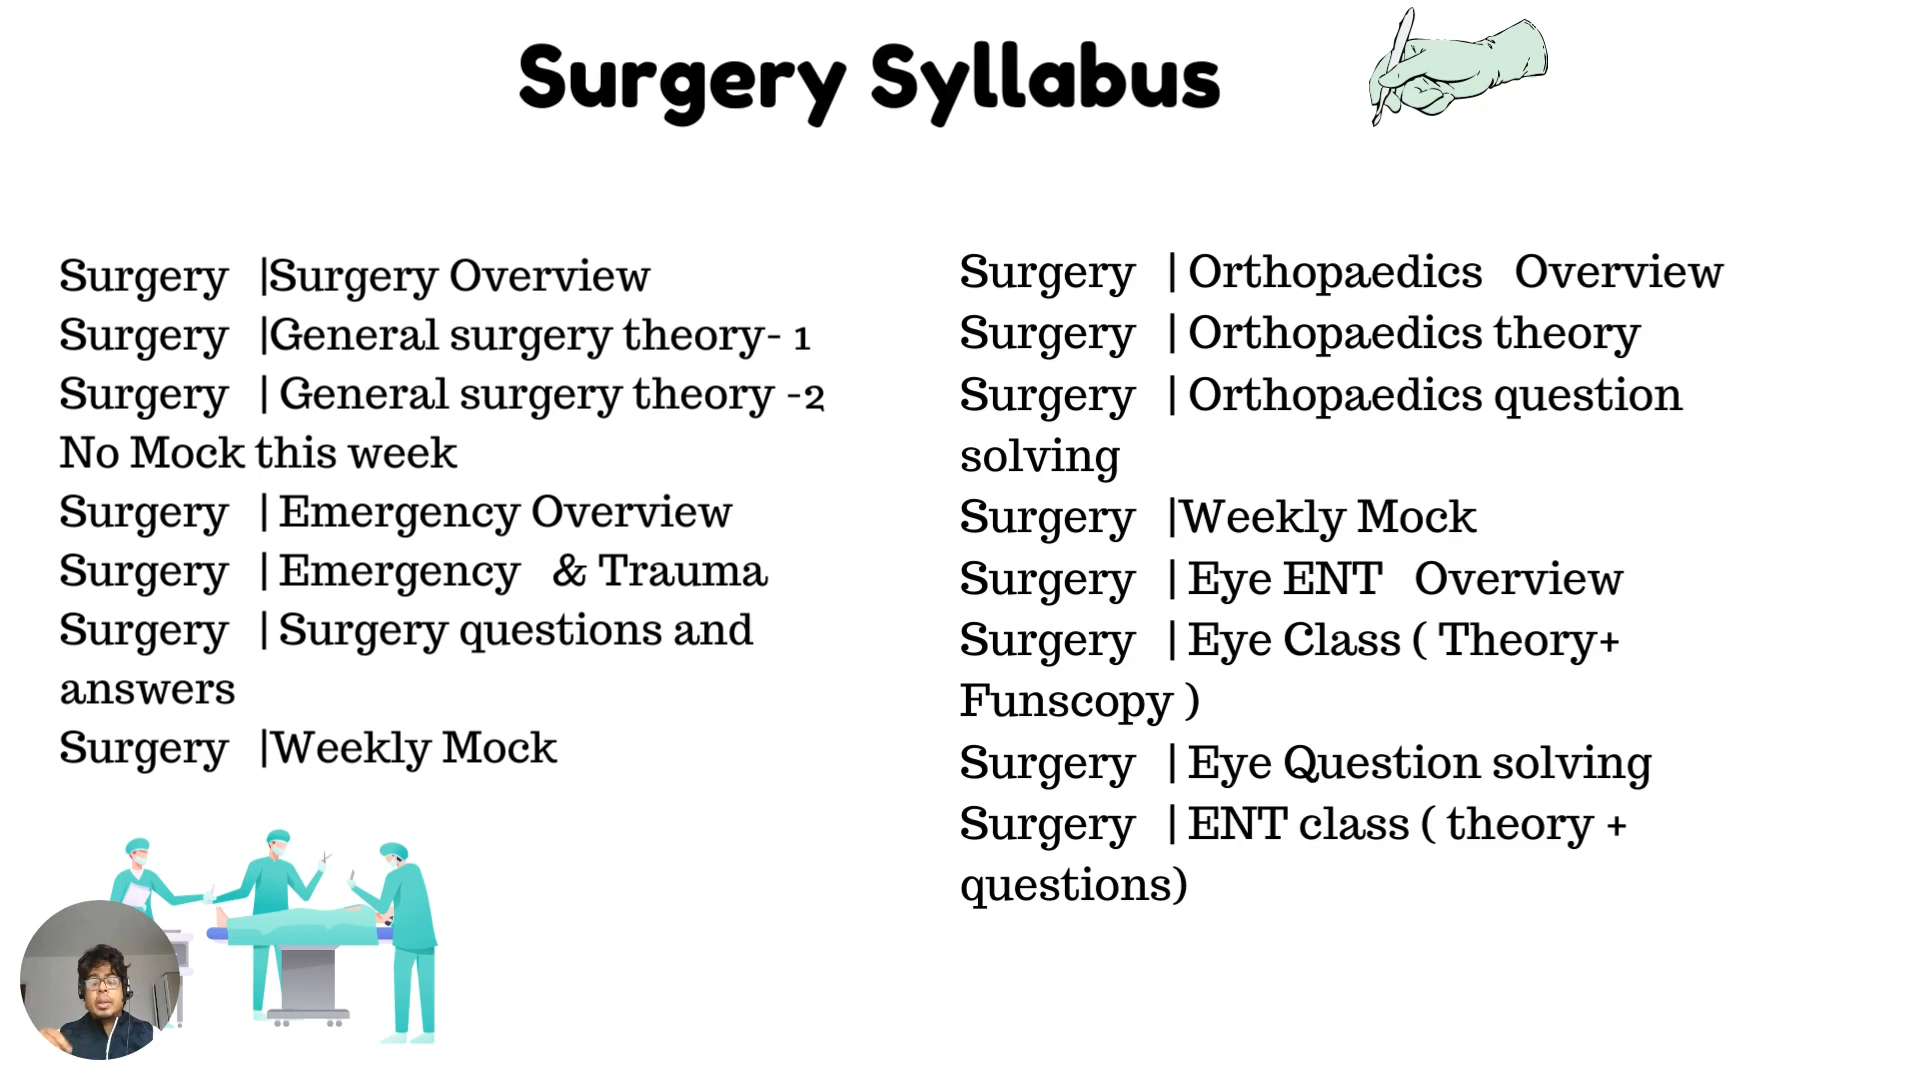 Surgery Syllabus
Surgery |Surgery Overview
Surgery |General surgery theory- 1
Surgery | General surgery theory -2
No Mock this week
Surgery | Emergency Overview
Surgery | Emergency & Trauma
Surgery | Surgery questions and
answers
Surgery |Weekly Mock
Surgery | Orthopaedics Overview
Surgery | Orthopaedics theory
Surgery | Orthopaedics question
solving
Surgery |Weekly Mock
Surgery | Eye ENT Overview
Surgery | Eye Class ( Theory+
Funscopy )
Surgery | Eye Question solving
Surgery | ENT class ( theory +
questions)